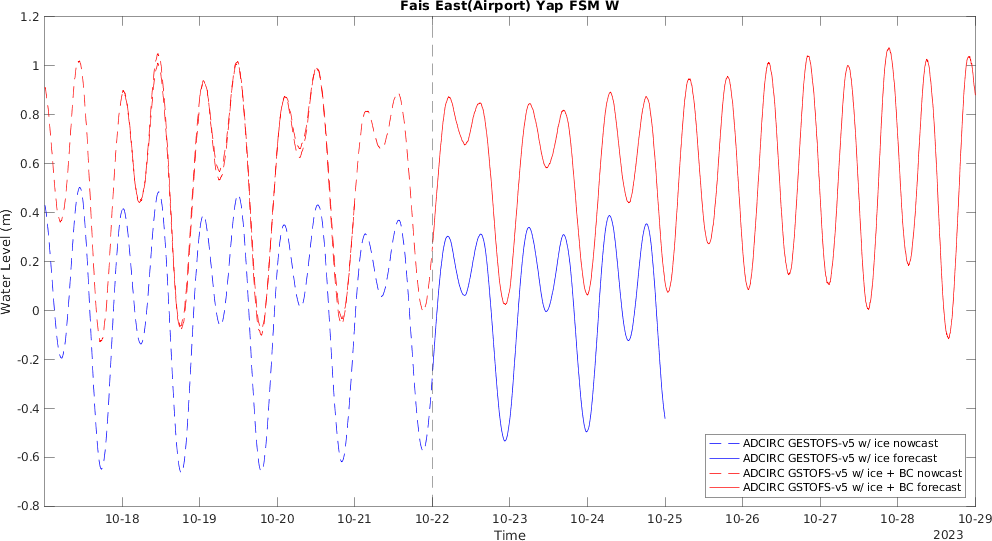 Fais East(Airport) Yap FSM W
1.2
1
0.8
0.6
0.4
0.2
0
-0.2
-0.4
-0.6
-0.8
Water Level (m)
ADCIRC GESTOFS-v5 w/ ice nowcast
ADCIRC GESTOFS-v5 w/ ice forecast
ADCIRC GSTOFS-v5 w/ ice + BC nowcast
ADCIRC GSTOFS-v5 w/ ice + BC forecast
10-18 10-19 10-20 10-21 10-22 10-23 10-24 10-25 10-26 10-27 10-28 10-29
Time
2023